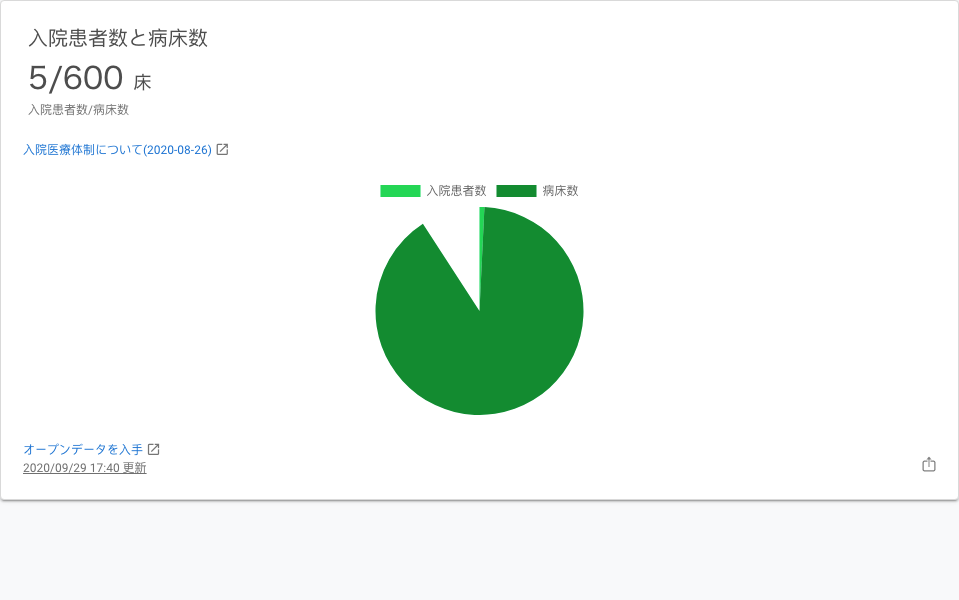 入院患者数と病床数
5/600 床
入院患者数/病床数
入院医療体制について(2020-08-26)
入院患者数 病床数
オープンデータを入手
2020/09/29 17:40 更新